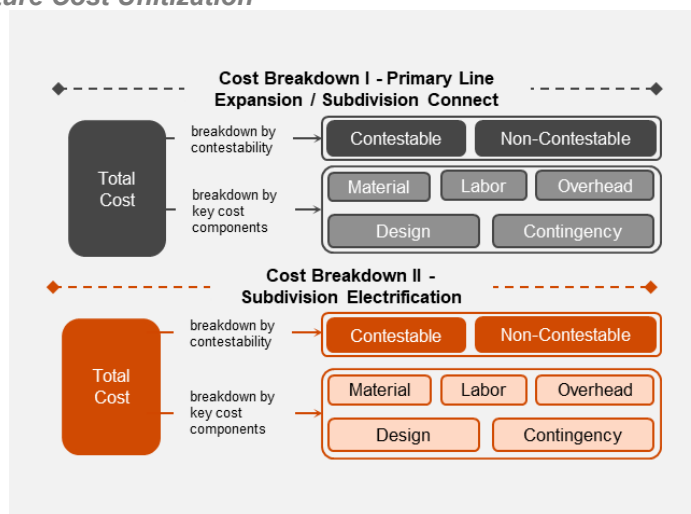 Cost Unitization
Cost Breakdown I - Primary Line
Expansion / Subdivision Connect
Total
Cost
breakdown by
contestability
Contestable
Non-Contestable
breakdown by
key cost
components
Material
Labor
Overhead
Design
Contingency
Cost Breakdown II -
Subdivision Electrification
Total
Cost
breakdown by
contestability
Contestable
Non-Contestable
breakdown by
key cost
components
Material
Labor
Overhead
Design
Contingency